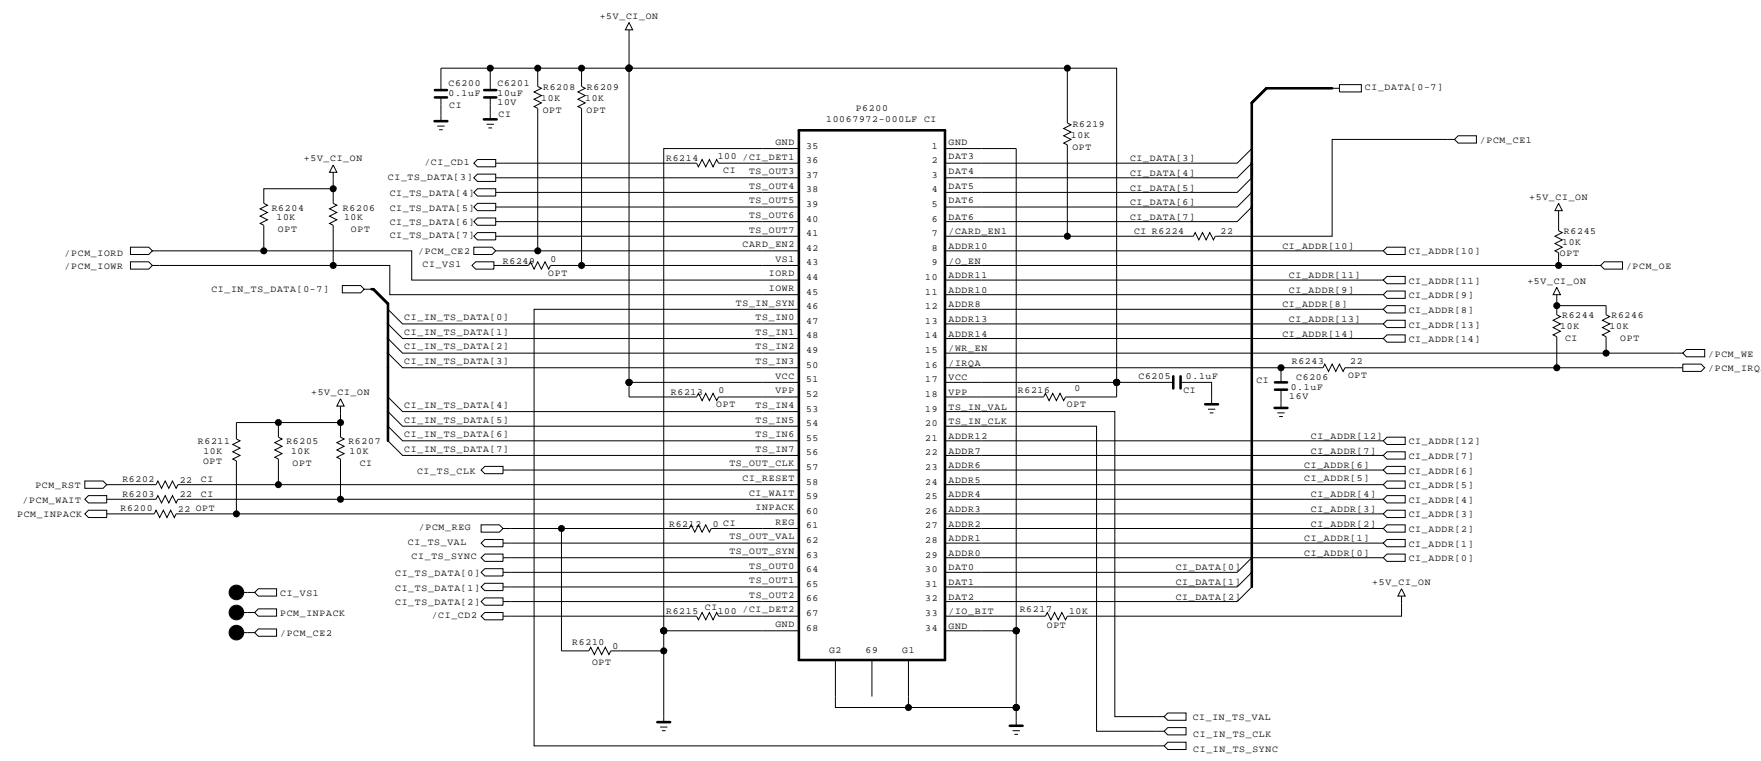 +5V_CI_ON
C6200
0.1uF
CI
C6201
10uF
10V
CI
R6208
10K
OPT
R6209
10K
OPT
P6200
10067972-000LF CI
R6219
10K
OPT
CI_DATA[0-7]
/PCM_CE1
+5V_CI_ON
R6204
10K
OPT
R6206
10K
OPT
/PCM_IORD
/PCM_IOWR
CI_IN_TS_DATA[0-7]
/CI_CD1
R6214
100
CI
CI_TS_DATA[3]
CI_TS_DATA[4]
CI_TS_DATA[5]
CI_TS_DATA[6]
CI_TS_DATA[7]
/PCM_CE2
CI_VS1
0
OPT
CI_IN_TS_DATA[0]
CI_IN_TS_DATA[1]
CI_IN_TS_DATA[2]
CI_IN_TS_DATA[3]
R6213
0
OPT
CI_IN_TS_DATA[4]
CI_IN_TS_DATA[5]
CI_IN_TS_DATA[6]
CI_IN_TS_DATA[7]
+5V_CI_ON
R6211
10K
OPT
R6205
10K
OPT
R6207
10K
CI
CI_TS_CLK
PCM_RST
R6202
22 CI
/PCM_WAIT
R6203
22 CI
PCM_INPACK
R6200
22 OPT
/PCM_REG
R6212
0 CI
CI_TS_VAL
CI_TS_SYNC
CI_TS_DATA[0]
CI_TS_DATA[1]
CI_TS_DATA[2]
/CI_CD2
R6215
CI
100
R6210
0
OPT
CI_VS1
PCM_INPACK
/PCM_CE2
GND 35
/CI_DET1 36
TS_OUT3 37
TS_OUT4 38
TS_OUT5 39
TS_OUT6 40
TS_OUT7 41
CARD_EN2 42
VS1 43
IORD 44
IOWR 45
TS_IN_SYN 46
TS_IN0 47
TS_IN1 48
TS_IN2 49
TS_IN3 50
VCC 51
VPP 52
TS_IN4 53
TS_IN5 54
TS_IN6 55
TS_IN7 56
TS_OUT_CLK 57
CI_RESET 58
CI_WAIT 59
INPACK 60
REG 61
TS_OUT_VAL 62
TS_OUT_SYN 63
TS_OUT0 64
TS_OUT1 65
TS_OUT2 66
/CI_DET2 67
GND 68
1 GND
2 DAT3
3 DAT4
4 DAT5
5 DAT6
6 DAT6
7 /CARD_EN1
8 ADDR10
9 /O_EN
10 ADDR11
11 ADDR10
12 ADDR8
13 ADDR13
14 ADDR14
15 /WR_EN
16 /IRQA
17 VCC
18 VPP
19 TS_IN_VAL
20 TS_IN_CLK
21 ADDR12
22 ADDR7
23 ADDR6
24 ADDR5
25 ADDR4
26 ADDR3
27 ADDR2
28 ADDR1
29 ADDR0
30 DAT0
31 DAT1
32 DAT2
33 /IO_BIT
34 GND
G2 69 G1
CI_DATA[3]
CI_DATA[4]
CI_DATA[5]
CI_DATA[6]
CI_DATA[7]
CI R6224 22
CI_ADDR[10] CI_ADDR[10]
+5V_CI_ON
R6245
10K
OPT
/PCM_OE
CI_ADDR[11] CI_ADDR[11]
CI_ADDR[9] CI_ADDR[9]
CI_ADDR[8] CI_ADDR[8]
CI_ADDR[13] CI_ADDR[13]
CI_ADDR[14] CI_ADDR[14]
+5V_CI_ON
R6244
10K
CI
R6246
10K
OPT
/PCM_WE
R6243
22
OPT
/PCM_IRQ
C6205
0.1uF
CI
CI
C6206
0.1uF
16V
R6216
0
OPT
CI_ADDR[12] CI_ADDR[12]
CI_ADDR[7] CI_ADDR[7]
CI_ADDR[6] CI_ADDR[6]
CI_ADDR[5] CI_ADDR[5]
CI_ADDR[4] CI_ADDR[4]
CI_ADDR[3] CI_ADDR[3]
CI_ADDR[2] CI_ADDR[2]
CI_ADDR[1] CI_ADDR[1]
CI_ADDR[0] CI_ADDR[0]
CI_DATA[0]
CI_DATA[1]
CI_DATA[2]
+5V_CI_ON
R6217
10K
OPT
CI_IN_TS_VAL
CI_IN_TS_CLK
CI_IN_TS_SYNC